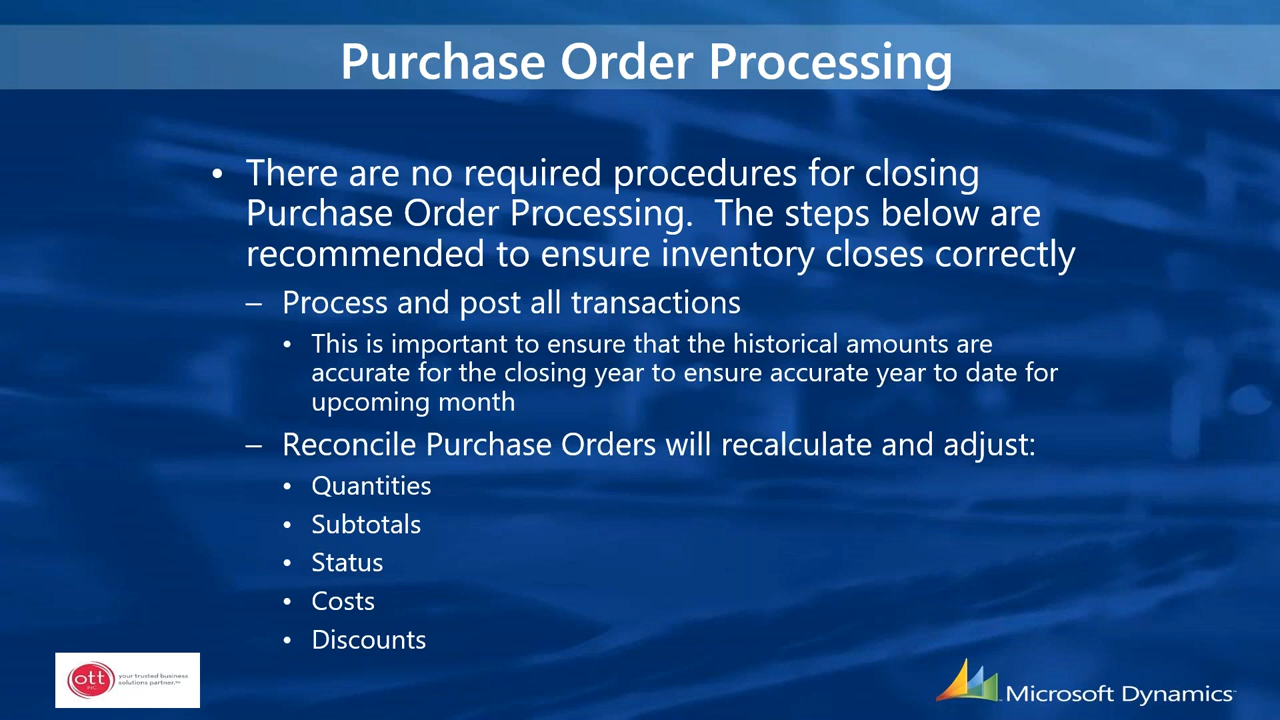 Purchase Order Processing
• There are no required procedures for closing
Purchase Order Processing.  The steps below are
recommended to ensure inventory closes correctly
– Process and post all transactions
• This is important to ensure that the historical amounts are
accurate for the closing year to ensure accurate year to date for
upcoming month
– Reconcile Purchase Orders will recalculate and adjust:
• Quantities
• Subtotals
• Status
• Costs
• Discounts
ott
INC.
your trusted business
solutions partner.™
Microsoft Dynamics™